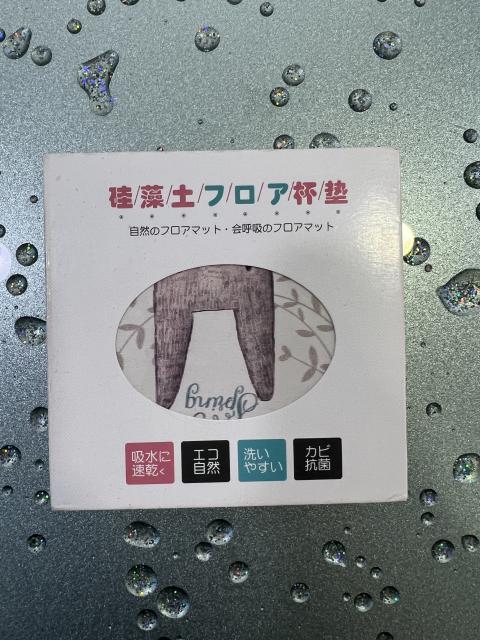 硅/藻/土/フ/ロ/ア/杯/垫
自然のフロアマット・会呼吸のフロアマット
Spring
吸水に
速乾く
エコ
自然
洗い
やすい
カビ
抗菌